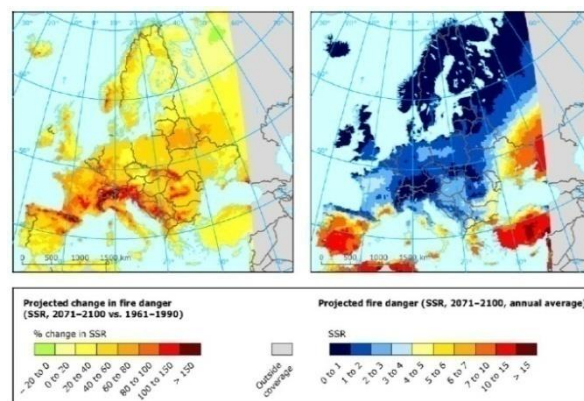 0 500 1000 1500 km
0 500 1000 1500 km
Projected change in fire danger
(SSR, 2071–2100 vs. 1961–1990)
% change in SSR
– 20 to 0
0 to 20
20 to 40
40 to 60
60 to 80
80 to 100
100 to 150
> 150
Outside
coverage
Projected fire danger (SSR, 2071–2100, annual average)
SSR
0 to 1
1 to 2
2 to 3
3 to 4
4 to 5
5 to 6
6 to 7
7 to 10
10 to 15
> 15